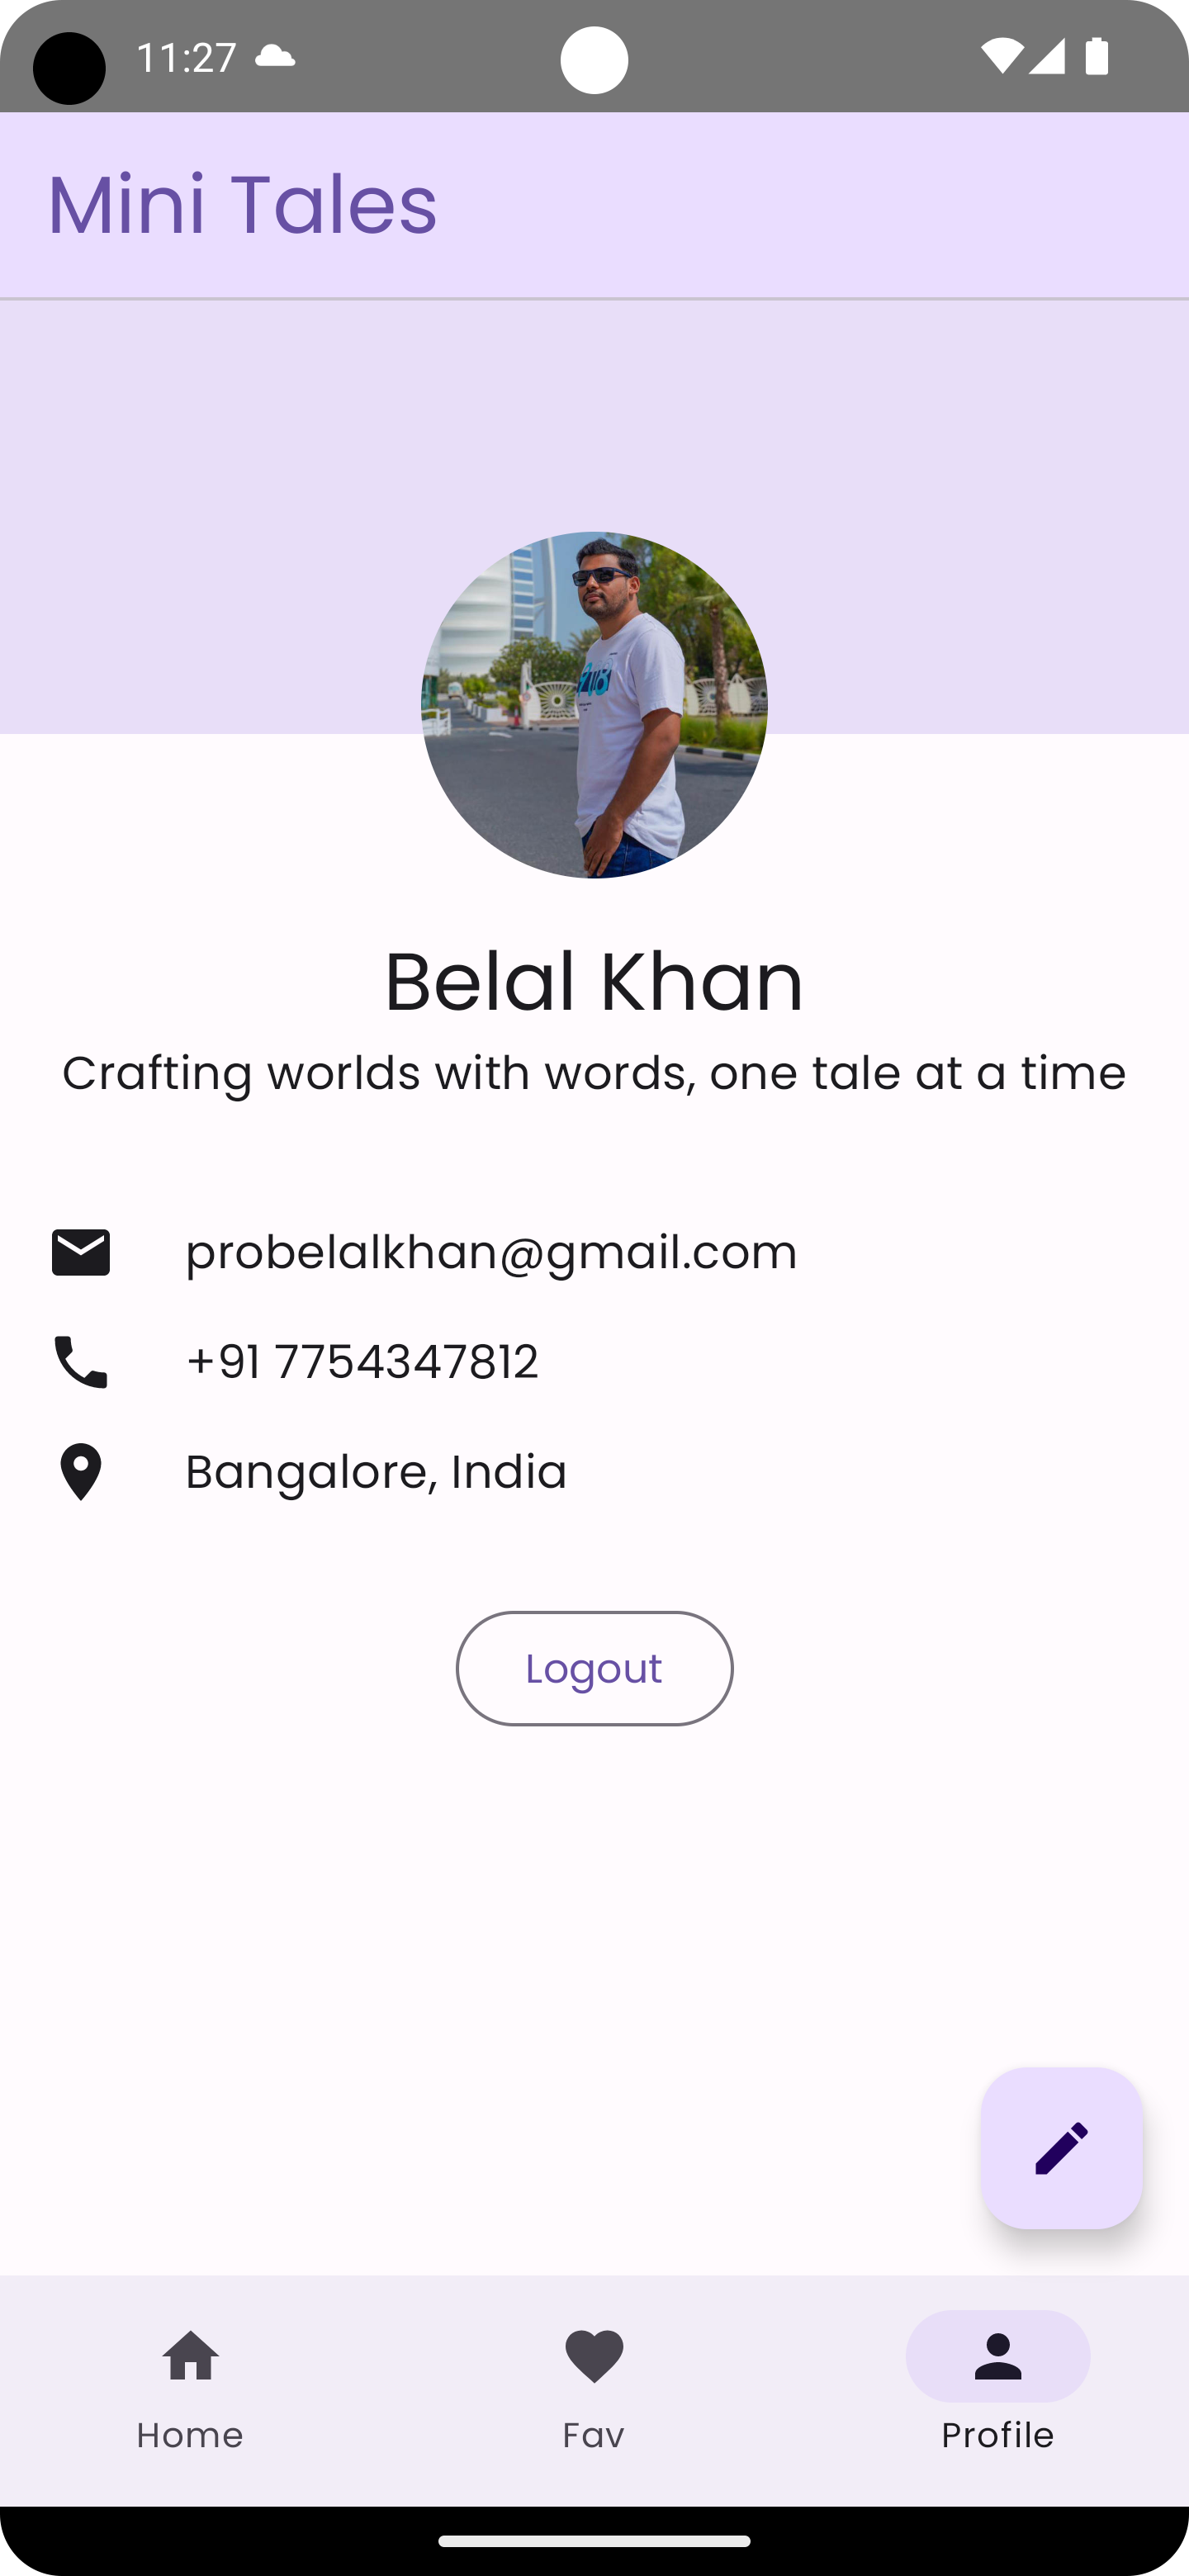 11:27
Mini Tales
Belal Khan
Crafting worlds with words, one tale at a time
probelalkhan@gmail.com
+91 7754347812
Bangalore, India
Logout
Home
Fav
Profile